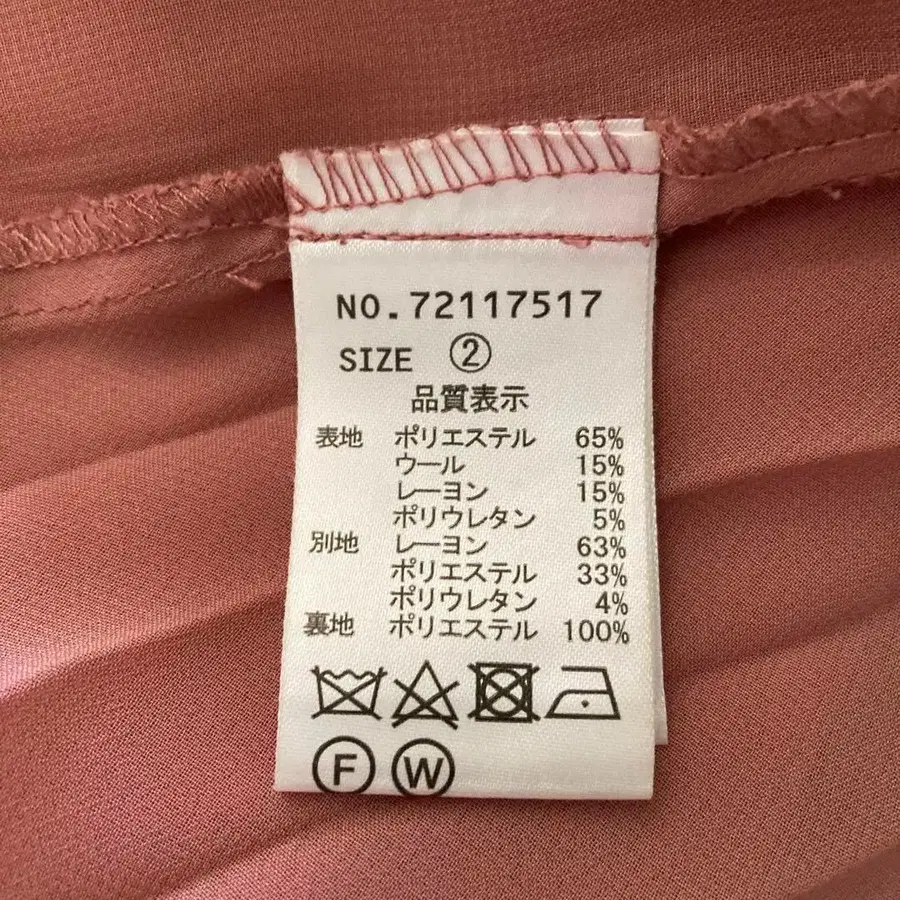 NO.72117517
SIZE ②
品質表示
表地 ポリエステル 65%
ウール 15%
レーヨン 15%
ポリウレタン 5%
別地 レーヨン 63%
ポリエステル 33%
ポリウレタン 4%
裏地 ポリエステル 100%
Ⓕ Ⓦ